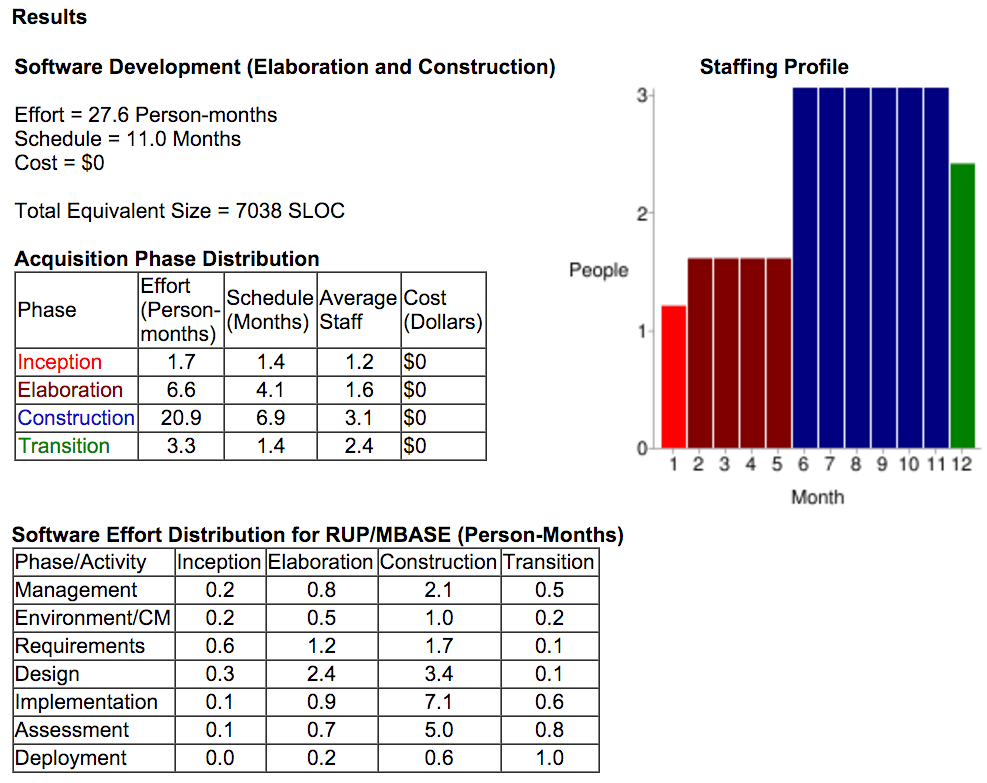 Results
Software Development (Elaboration and Construction)
Effort = 27.6 Person-months
Schedule = 11.0 Months
Cost = $0
Total Equivalent Size = 7038 SLOC
Acquisition Phase Distribution
Phase Effort (Person-months) Schedule (Months) Average Staff Cost (Dollars)
Inception 1.7 1.4 1.2 $0
Elaboration 6.6 4.1 1.6 $0
Construction 20.9 6.9 3.1 $0
Transition 3.3 1.4 2.4 $0
Staffing Profile
3
2
People
1
0
1 2 3 4 5 6 7 8 9 10 11 12
Month
Software Effort Distribution for RUP/MBASE (Person-Months)
Phase/Activity Inception Elaboration Construction Transition
Management 0.2 0.8 2.1 0.5
Environment/CM 0.2 0.5 1.0 0.2
Requirements 0.6 1.2 1.7 0.1
Design 0.3 2.4 3.4 0.1
Implementation 0.1 0.9 7.1 0.6
Assessment 0.1 0.7 5.0 0.8
Deployment 0.0 0.2 0.6 1.0